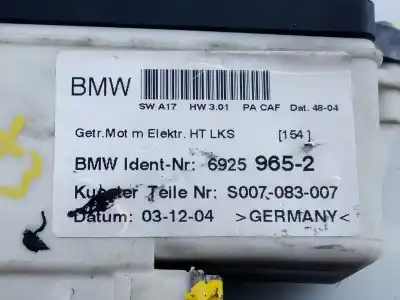 BMW
SW A17 HW 3.01 PA CAF Dat. 48-04
Getr.Mot m Elektr. HT LKS [154]
BMW Ident-Nr: 6925 965-2
Kuester Teile Nr: S007-083-007
Datum: 03-12-04 >GERMANY<